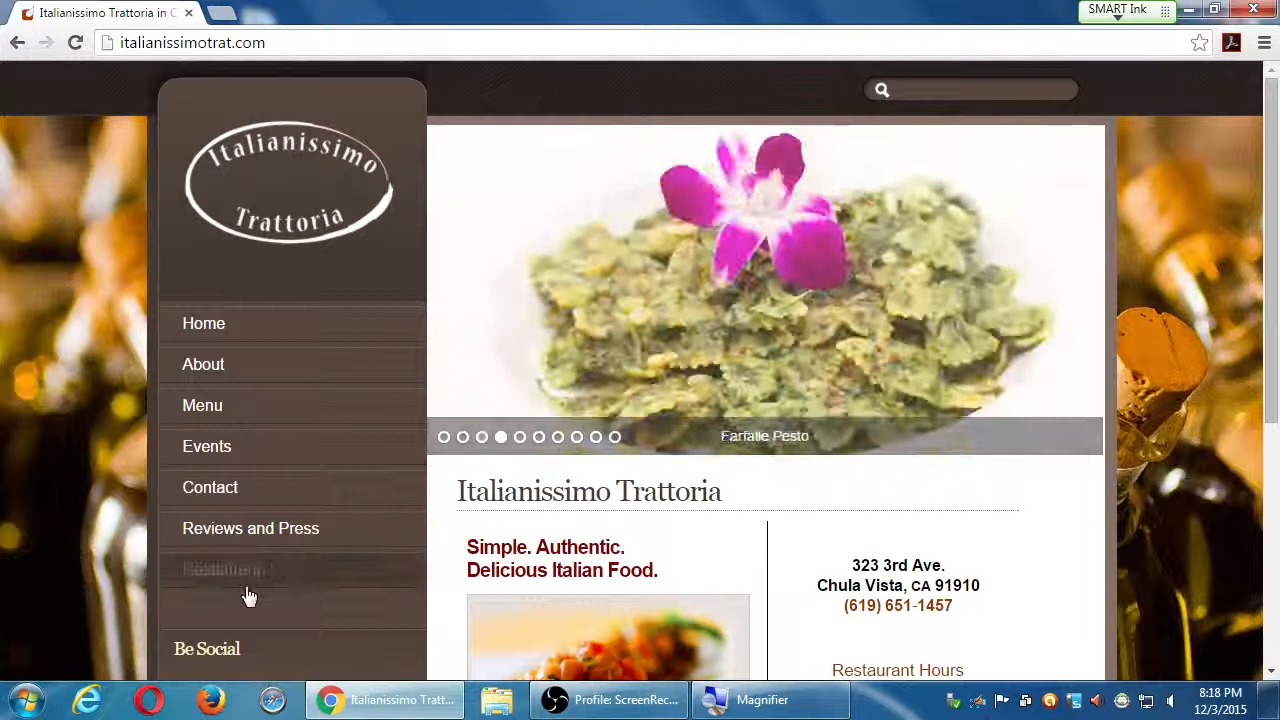 Italianissimo Trattoria in C
SMART Ink
italianissimotrat.com
Italianissimo
Trattoria
Home
About
Menu
Events
Contact
Reviews and Press
Be Social
Farfalle Pesto
Italianissimo Trattoria
Simple. Authentic.
Delicious Italian Food.
323 3rd Ave.
Chula Vista, CA 91910
(619) 651-1457
Restaurant Hours
Italianissimo Tratt...
Profile: ScreenRec...
Magnifier
8:18 PM
12/3/2015